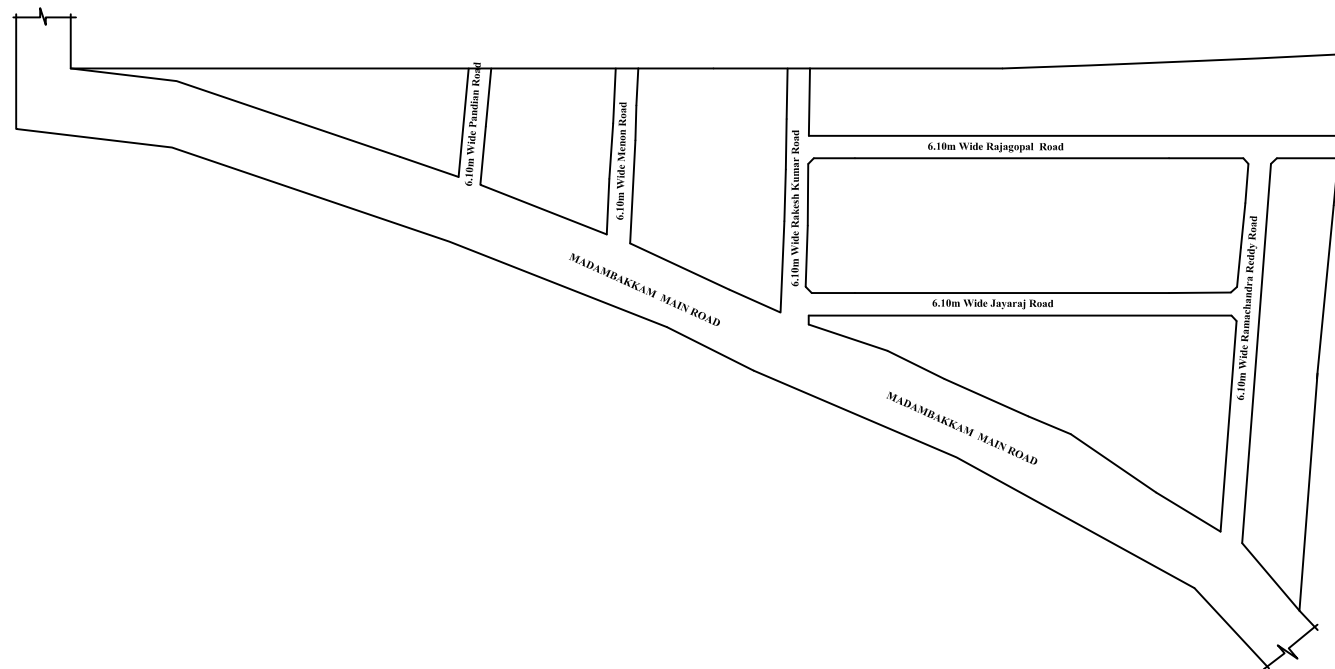 6.10m Wide Pandian Road
6.10m Wide Menon Road
6.10m Wide Rakesh Kumar Road
6.10m Wide Rajagopal Road
6.10m Wide Ramachandra Reddy Road
6.10m Wide Jayaraj Road
MADAMBAKKAM MAIN ROAD
MADAMBAKKAM MAIN ROAD